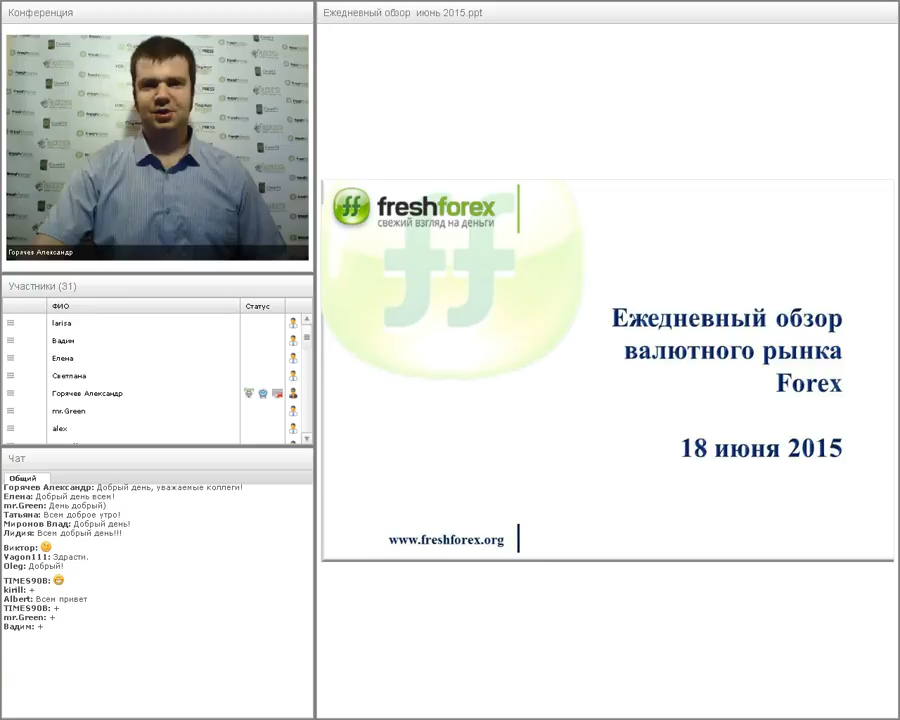 Конференция
Горячев Александр
Участники (31)
ФИО Статус
larisa
Вадим
Елена
Светлана
Горячев Александр
mr.Green
alex
Чат
Общий
Горячев Александр: Добрый день, уважаемые коллеги!
Елена: Добрый день всем!
mr.Green: День добрый)
Татьяна: Всем доброе утро!
Миронов Влад: Добрый день!
Лидия: Всем добрый день!!!
Виктор:
Vagon111: Здрасти.
Oleg: Добрый!
TIMES90B:
kirill: +
Albert: Всем привет
TIMES90B: +
mr.Green: +
Вадим: +
Ежедневный обзор июнь 2015.ppt
freshforex
свежий взгляд на деньги
Ежедневный обзор
валютного рынка
Forex
18 июня 2015
www.freshforex.org